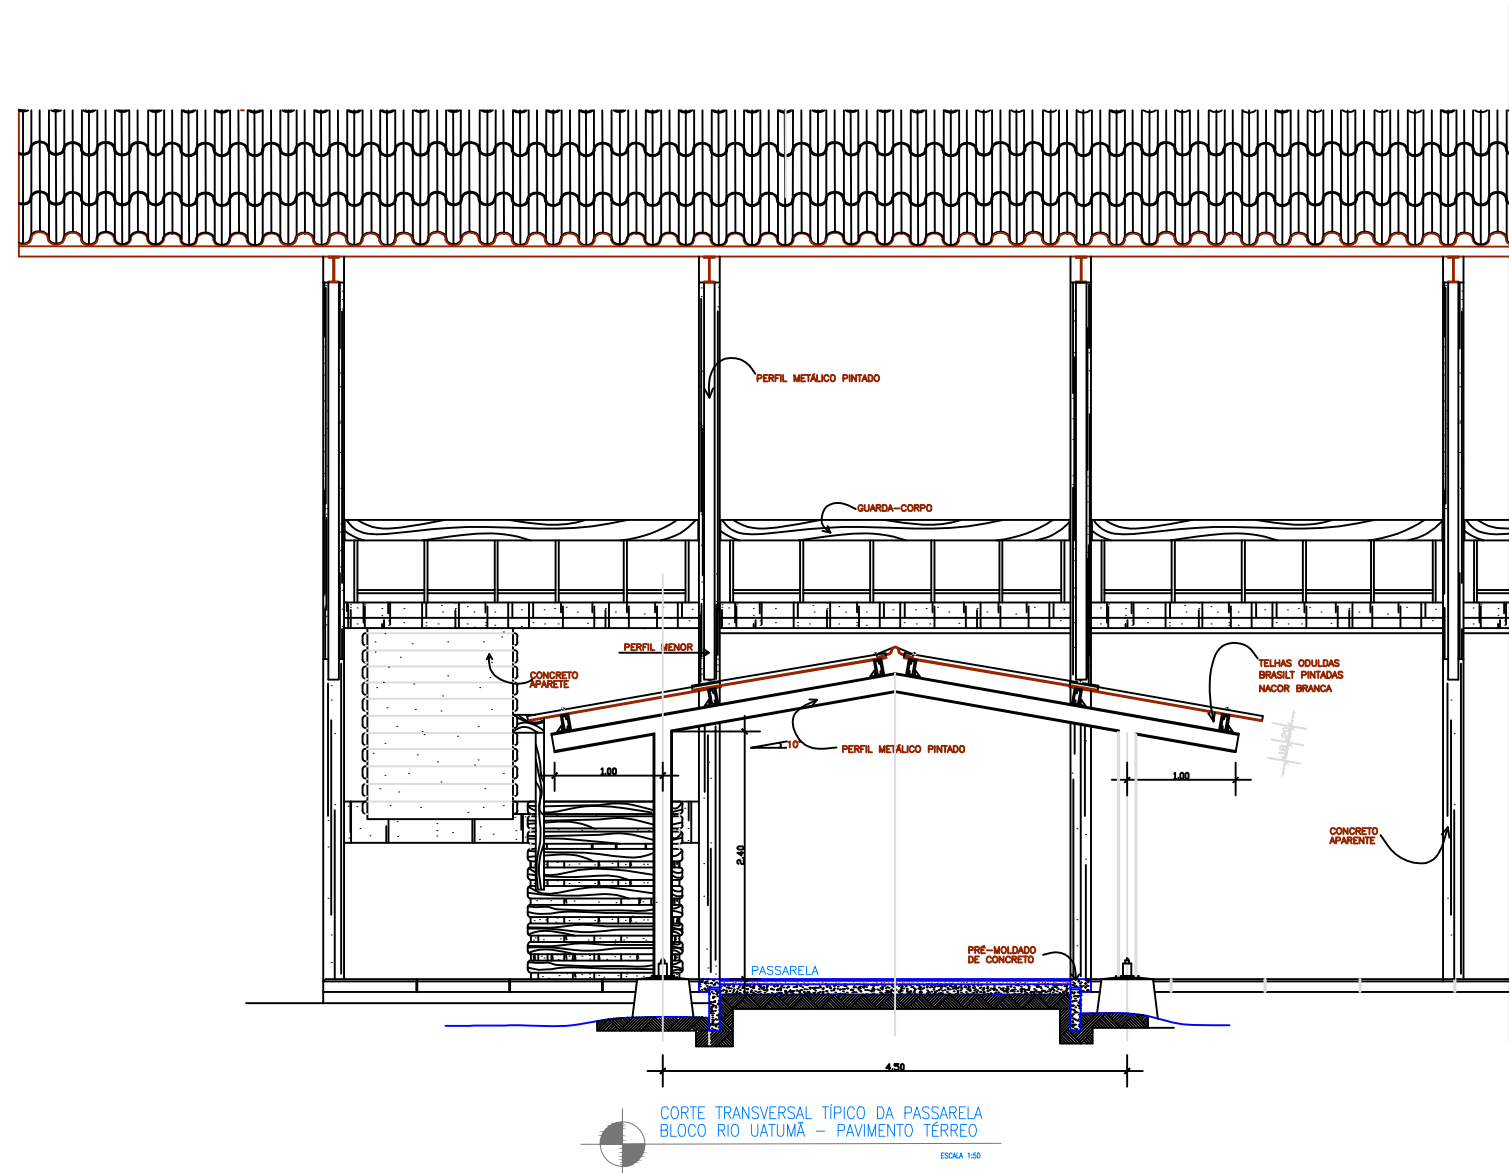 PERFIL METÁLICO PINTADO
GUARDA-CORPO
PERFIL MENOR
CONCRETO
APARETE
TELHAS ODULDAS
BRASILT PINTADAS
NACOR BRANCA
10°
PERFIL METÁLICO PINTADO
1.00
1.00
2.40
CONCRETO
APARENTE
PRÉ-MOLDADO
DE CONCRETO
PASSARELA
4.50
CORTE TRANSVERSAL TÍPICO DA PASSARELA
BLOCO RIO UATUMÃ - PAVIMENTO TÉRREO
ESCALA 1:50